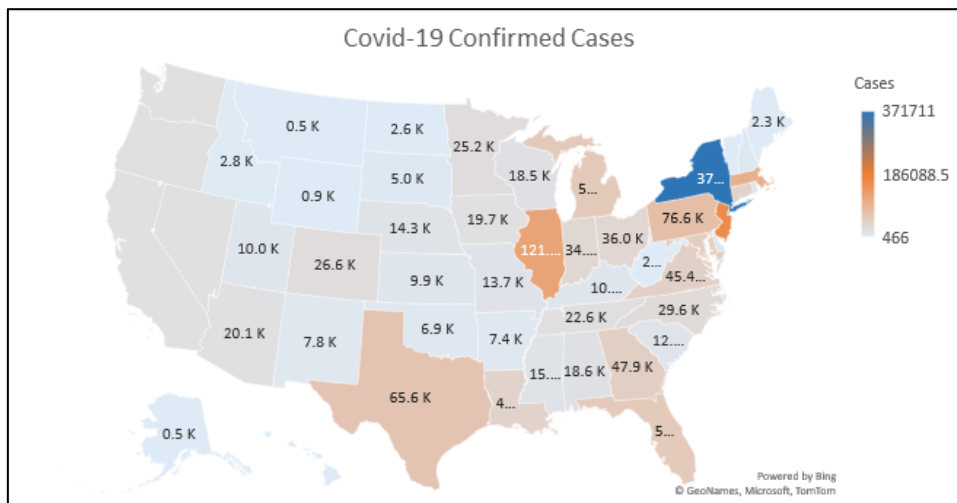 Covid-19 Confirmed Cases
Cases
371711
186088.5
466
0.5 K
2.6 K
25.2 K
2.3 K
2.8 K
5.0 K
18.5 K
5...
37...
0.9 K
14.3 K
19.7 K
76.6 K
10.0 K
26.6 K
9.9 K
13.7 K
121....
34....
36.0 K
2...
45.4...
10....
20.1 K
7.8 K
6.9 K
7.4 K
22.6 K
29.6 K
12....
65.6 K
4...
15....
18.6 K
47.9 K
5...
0.5 K
Powered by Bing
© GeoNames, Microsoft, TomTom